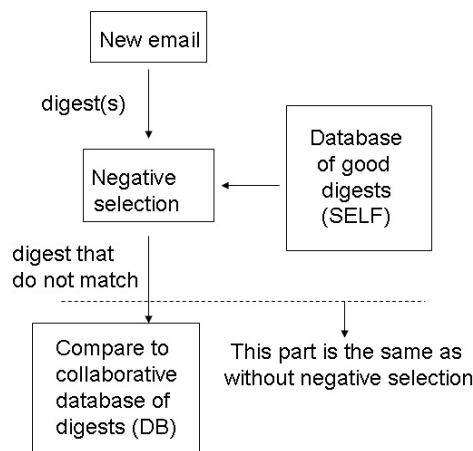 New email
digest(s)
Database
of good
digests
(SELF)
Negative
selection
digest that
do not match
Compare to
collaborative
database of
digests (DB)
This part is the same as
without negative selection